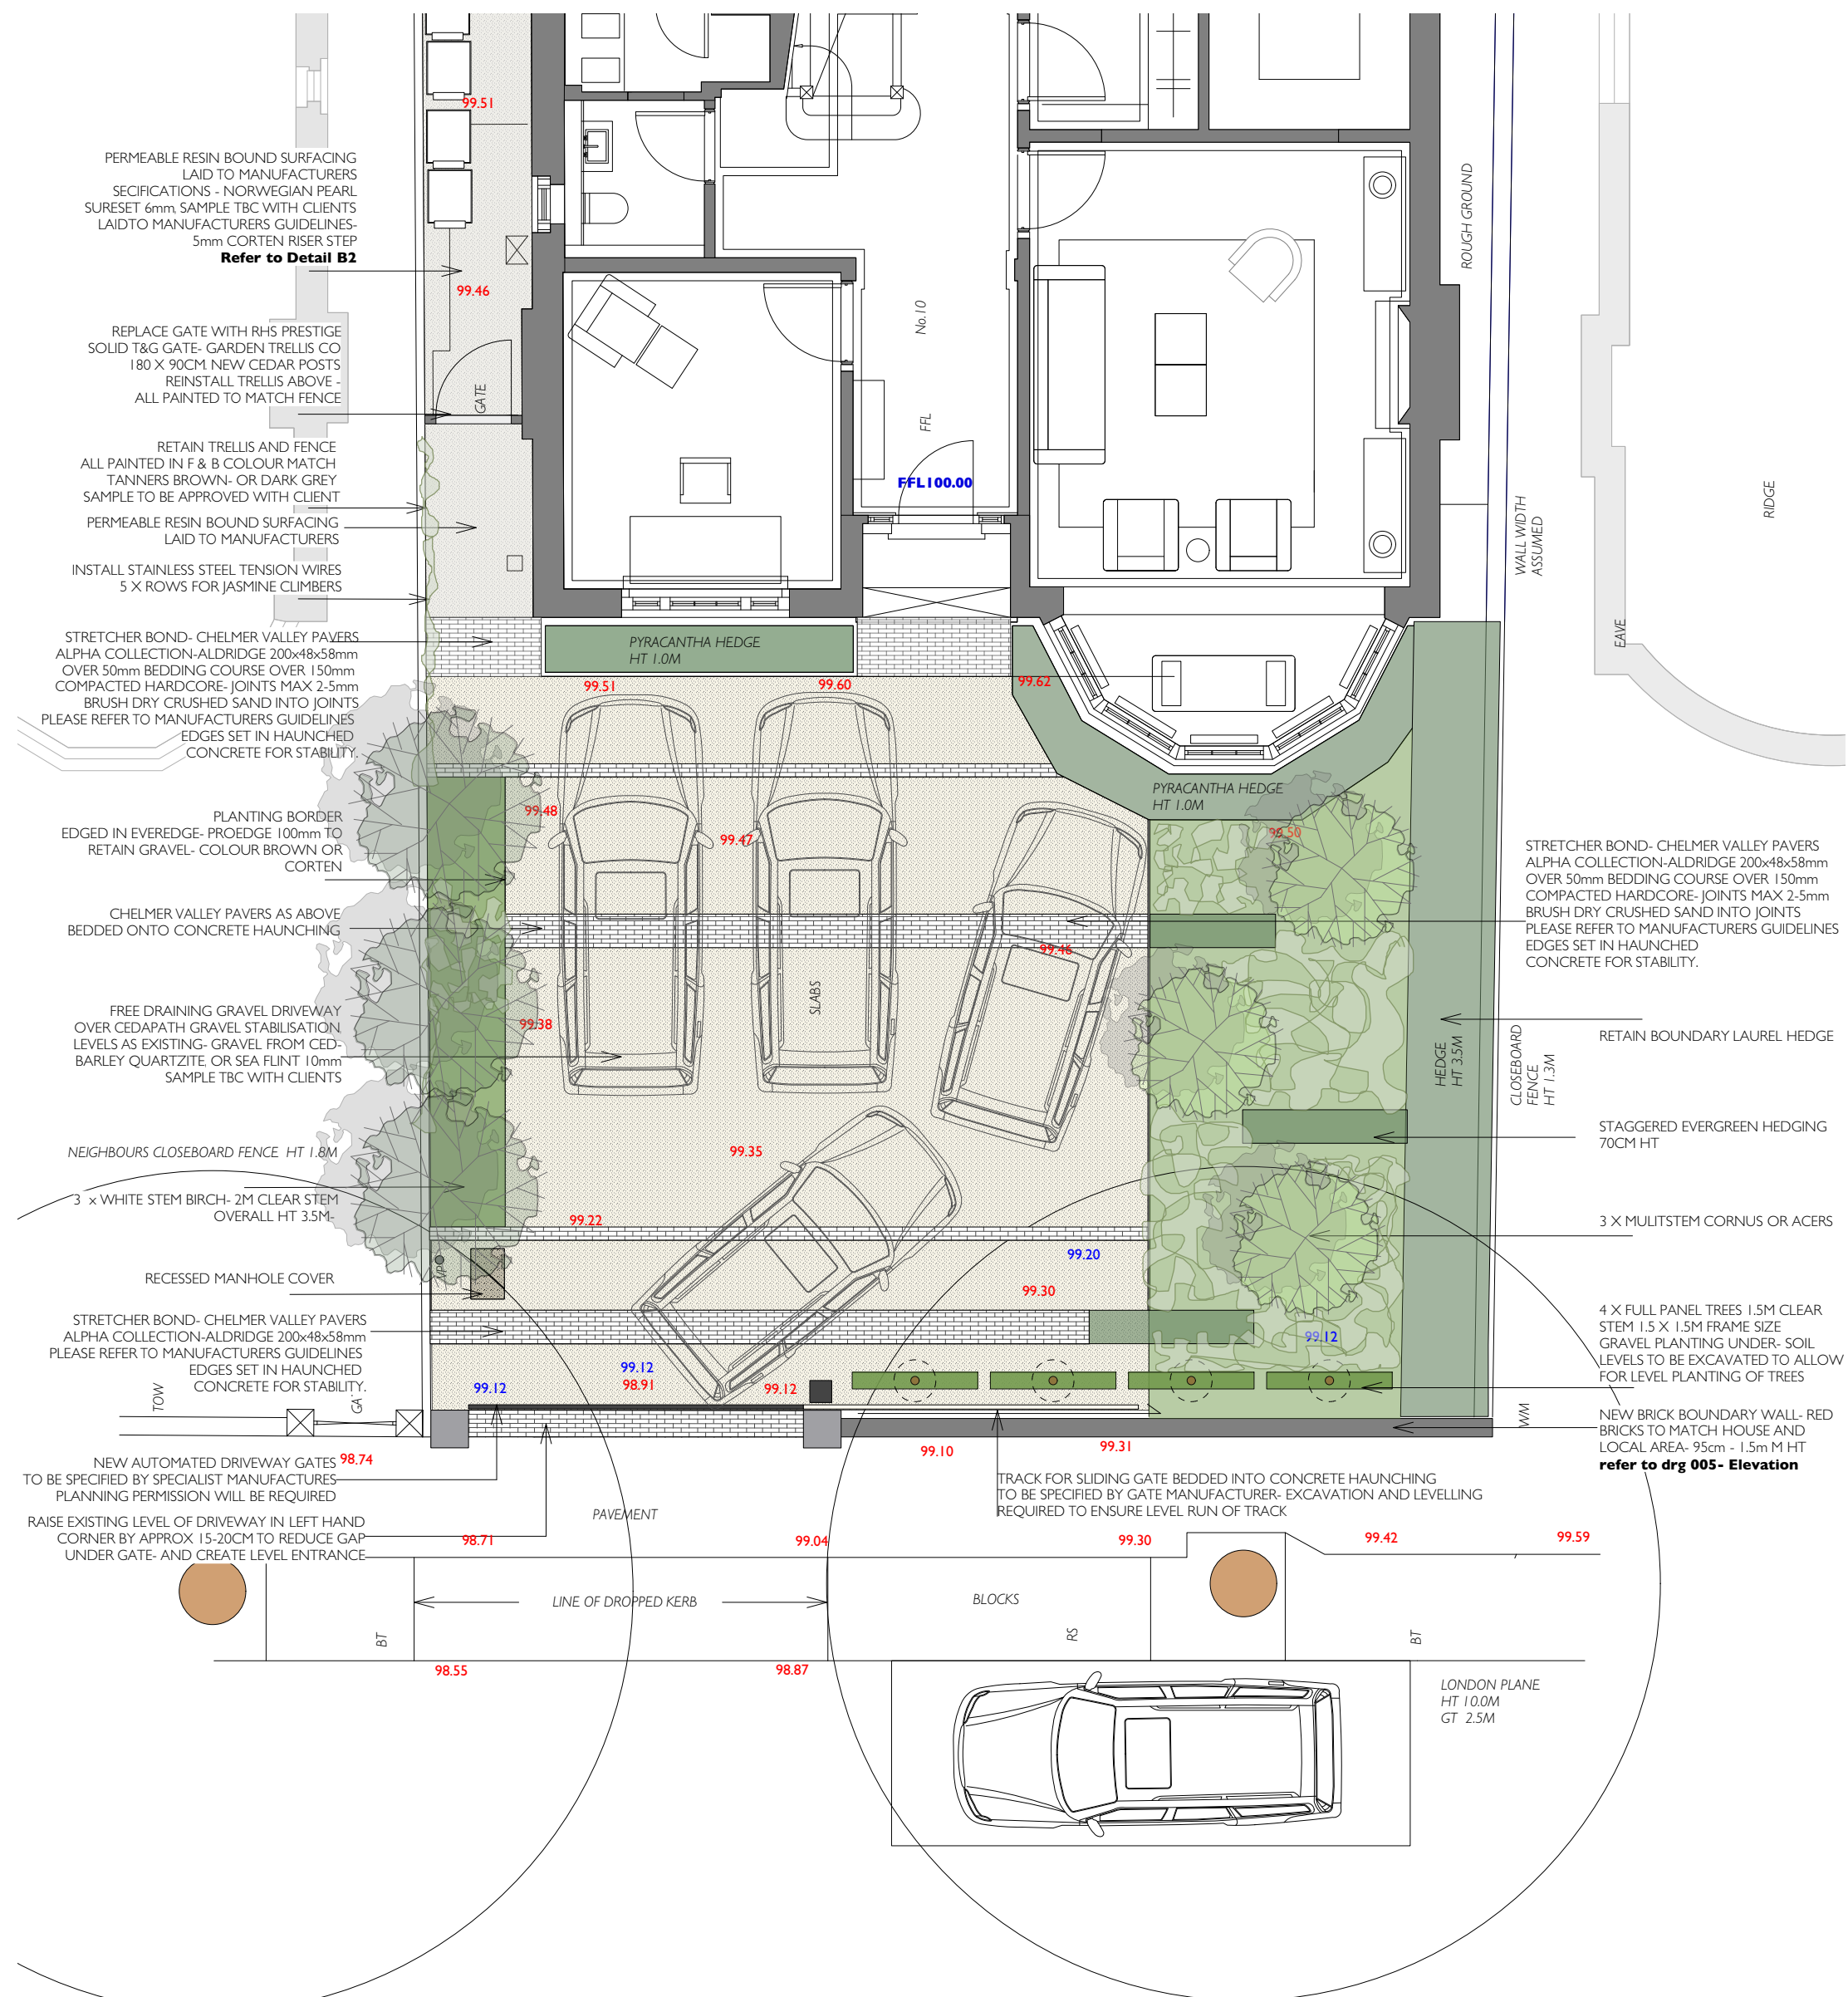 99.51
PERMEABLE RESIN BOUND SURFACING
LAID TO MANUFACTURERS
SECIFICATIONS - NORWEGIAN PEARL
SURESET 6mm, SAMPLE TBC WITH CLIENTS
LAIDTO MANUFACTURERS GUIDELINES-
5mm CORTEN RISER STEP
Refer to Detail B2
99.46
REPLACE GATE WITH RHS PRESTIGE
SOLID T&G GATE- GARDEN TRELLIS CO
180 X 90CM. NEW CEDAR POSTS
REINSTALL TRELLIS ABOVE -
ALL PAINTED TO MATCH FENCE
GATE
RETAIN TRELLIS AND FENCE
ALL PAINTED IN F & B COLOUR MATCH
TANNERS BROWN- OR DARK GREY
SAMPLE TO BE APPROVED WITH CLIENT
PERMEABLE RESIN BOUND SURFACING
LAID TO MANUFACTURERS
INSTALL STAINLESS STEEL TENSION WIRES
5 X ROWS FOR JASMINE CLIMBERS
STRETCHER BOND- CHELMER VALLEY PAVERS
ALPHA COLLECTION-ALDRIDGE 200x48x58mm
OVER 50mm BEDDING COURSE OVER 150mm
COMPACTED HARDCORE- JOINTS MAX 2-5mm
BRUSH DRY CRUSHED SAND INTO JOINTS
PLEASE REFER TO MANUFACTURERS GUIDELINES
EDGES SET IN HAUNCHED
CONCRETE FOR STABILITY.
PLANTING BORDER
EDGED IN EVEREDGE- PROEDGE 100mm TO
RETAIN GRAVEL- COLOUR BROWN OR
CORTEN
CHELMER VALLEY PAVERS AS ABOVE
BEDDED ONTO CONCRETE HAUNCHING
FREE DRAINING GRAVEL DRIVEWAY
OVER CEDAPATH GRAVEL STABILISATION.
LEVELS AS EXISTING- GRAVEL FROM CED-
BARLEY QUARTZITE, OR SEA FLINT 10mm
SAMPLE TBC WITH CLIENTS
NEIGHBOURS CLOSEBOARD FENCE HT 1.8M
3 x WHITE STEM BIRCH- 2M CLEAR STEM
OVERALL HT 3.5M-
RECESSED MANHOLE COVER
STRETCHER BOND- CHELMER VALLEY PAVERS
ALPHA COLLECTION-ALDRIDGE 200x48x58mm
PLEASE REFER TO MANUFACTURERS GUIDELINES
EDGES SET IN HAUNCHED
CONCRETE FOR STABILITY.
TOW
GA
98.74
NEW AUTOMATED DRIVEWAY GATES
TO BE SPECIFIED BY SPECIALIST MANUFACTURES
PLANNING PERMISSION WILL BE REQUIRED
RAISE EXISTING LEVEL OF DRIVEWAY IN LEFT HAND
CORNER BY APPROX 15-20CM TO REDUCE GAP
UNDER GATE- AND CREATE LEVEL ENTRANCE
No.10
FFL
FFL100.00
PYRACANTHA HEDGE
HT 1.0M
99.51
99.60
99.62
PYRACANTHA HEDGE
HT 1.0M
99.48
99.47
99.50
99.46
SLABS
99.38
99.35
99.22
99.20
99.30
VP
99.12
98.91
99.12
99.12
99.12
99.10
99.31
TRACK FOR SLIDING GATE BEDDED INTO CONCRETE HAUNCHING
TO BE SPECIFIED BY GATE MANUFACTURER- EXCAVATION AND LEVELLING
REQUIRED TO ENSURE LEVEL RUN OF TRACK
PAVEMENT
98.71
99.04
99.30
99.42
99.59
LINE OF DROPPED KERB
BLOCKS
BT
RS
BT
98.55
98.87
LONDON PLANE
HT 10.0M
GT 2.5M
ROUGH GROUND
WALL WIDTH
ASSUMED
RIDGE
EAVE
STRETCHER BOND- CHELMER VALLEY PAVERS
ALPHA COLLECTION-ALDRIDGE 200x48x58mm
OVER 50mm BEDDING COURSE OVER 150mm
COMPACTED HARDCORE- JOINTS MAX 2-5mm
BRUSH DRY CRUSHED SAND INTO JOINTS
PLEASE REFER TO MANUFACTURERS GUIDELINES
EDGES SET IN HAUNCHED
CONCRETE FOR STABILITY.
RETAIN BOUNDARY LAUREL HEDGE
HEDGE
HT 3.5M
CLOSEBOARD
FENCE
HT 1.3M
STAGGERED EVERGREEN HEDGING
70CM HT
3 X MULITSTEM CORNUS OR ACERS
4 X FULL PANEL TREES 1.5M CLEAR
STEM 1.5 X 1.5M FRAME SIZE
GRAVEL PLANTING UNDER- SOIL
LEVELS TO BE EXCAVATED TO ALLOW
FOR LEVEL PLANTING OF TREES
WM
NEW BRICK BOUNDARY WALL- RED
BRICKS TO MATCH HOUSE AND
LOCAL AREA- 95cm - 1.5m M HT
refer to drg 005- Elevation